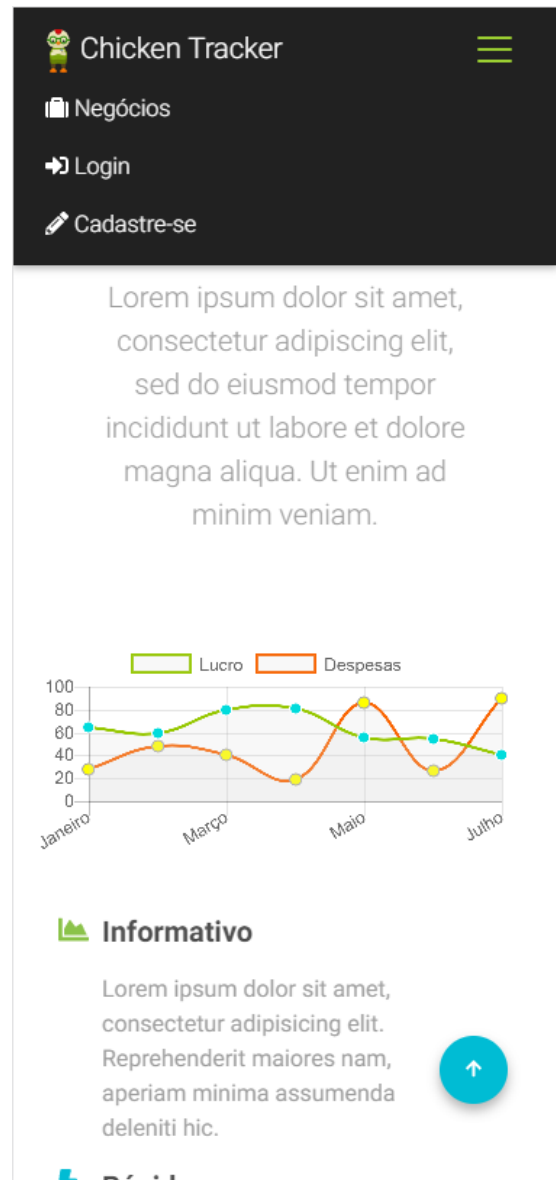 Chicken Tracker
Negócios
Login
Cadastre-se
Lorem ipsum dolor sit amet,
consectetur adipiscing elit,
sed do eiusmod tempor
incididunt ut labore et dolore
magna aliqua. Ut enim ad
minim veniam.
Lucro Despesas
100
80
60
40
20
0
Janeiro Março Maio Julho
Informativo
Lorem ipsum dolor sit amet,
consectetur adipisicing elit.
Reprehenderit maiores nam,
aperiam minima assumenda
deleniti hic.